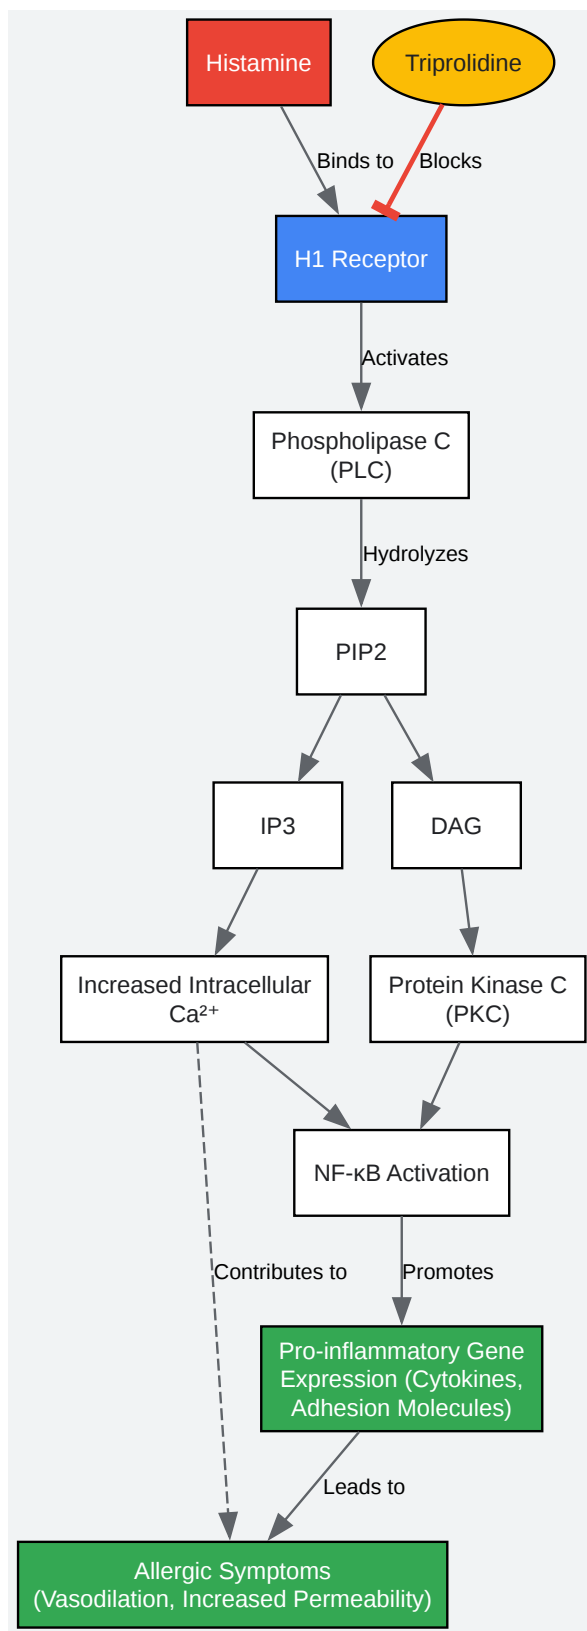 Histamine
Triprolidine
Binds to
Blocks
H1 Receptor
Activates
Phospholipase C
(PLC)
Hydrolyzes
PIP2
IP3
DAG
Increased Intracellular
Ca²⁺
Protein Kinase C
(PKC)
NF-κB Activation
Contributes to
Promotes
Pro-inflammatory Gene
Expression (Cytokines,
Adhesion Molecules)
Leads to
Allergic Symptoms
(Vasodilation, Increased Permeability)